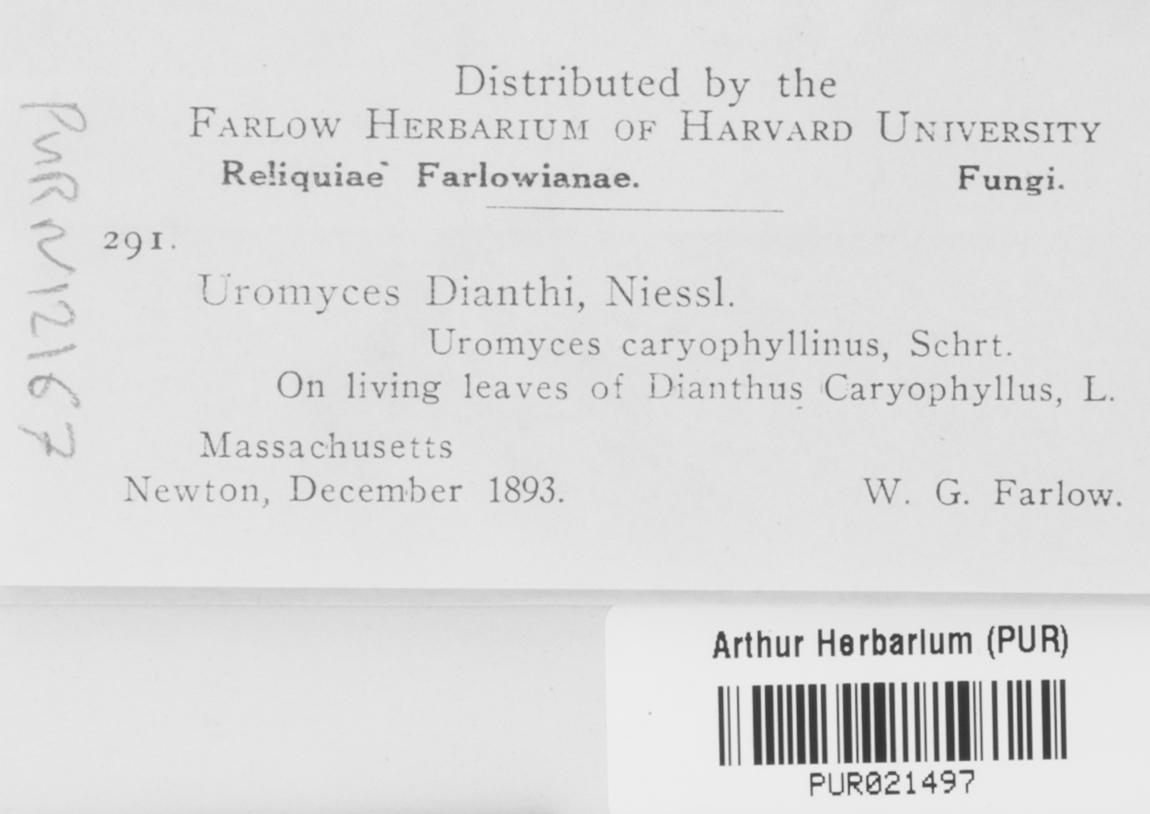 Distributed by the
FARLOW HERBARIUM OF HARVARD UNIVERSITY
Reliquiae Farlowianae. Fungi.
291.
Uromyces Dianthi, Niessl.
Uromyces caryophyllinus, Schrt.
On living leaves of Dianthus Caryophyllus, L.
Massachusetts
Newton, December 1893. W. G. Farlow.
PUR N12167
Arthur Herbarium (PUR)
PUR021497